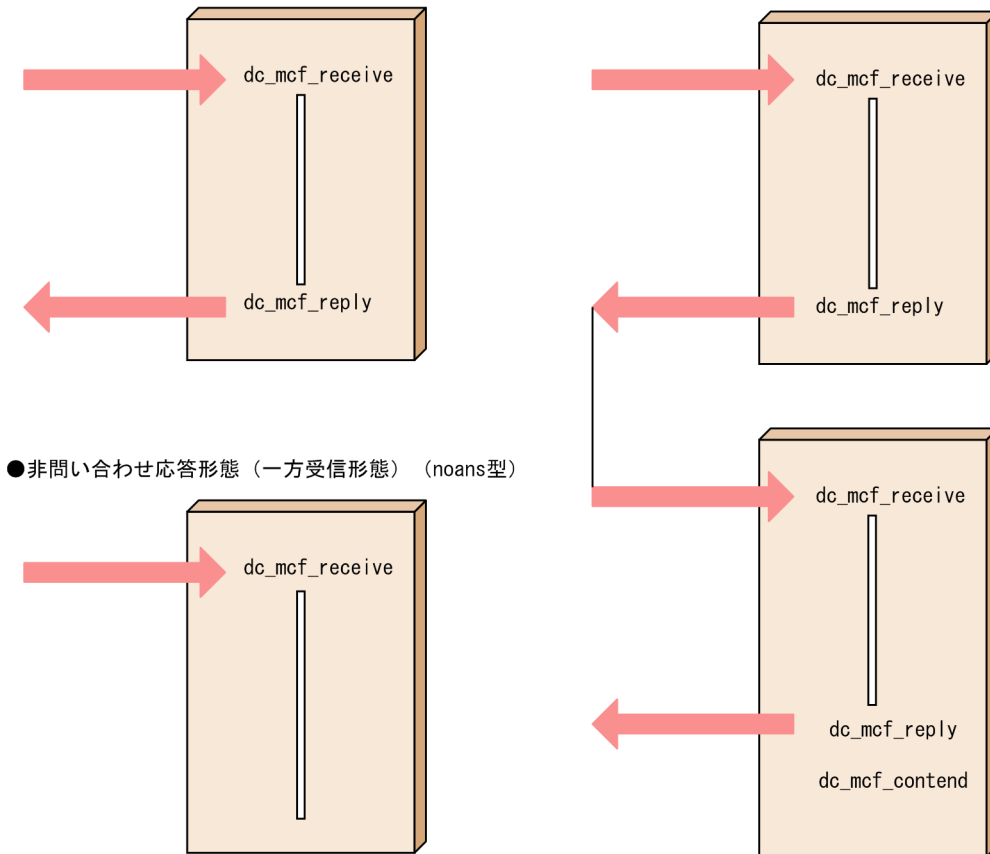 dc_mcf_receive
dc_mcf_reply
●非問い合わせ応答形態（一方受信形態）（noans型）
dc_mcf_receive
dc_mcf_receive
dc_mcf_reply
dc_mcf_receive
dc_mcf_reply
dc_mcf_contend